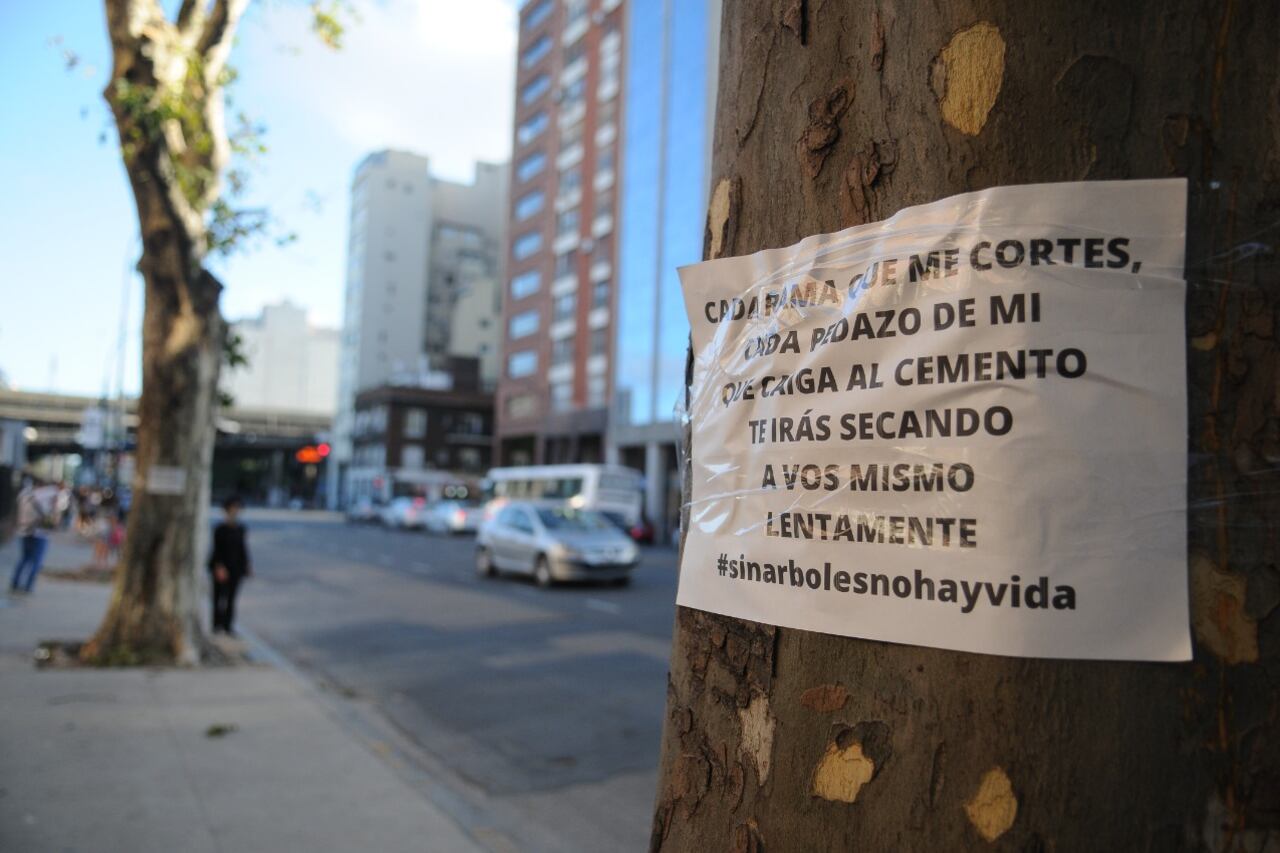 CADA RAMA QUE ME CORTES,
CADA PEDAZO DE MI
QUE CAIGA AL CEMENTO
TE IRÁS SECANDO
A VOS MISMO
LENTAMENTE
#sinarbolesnohayvida